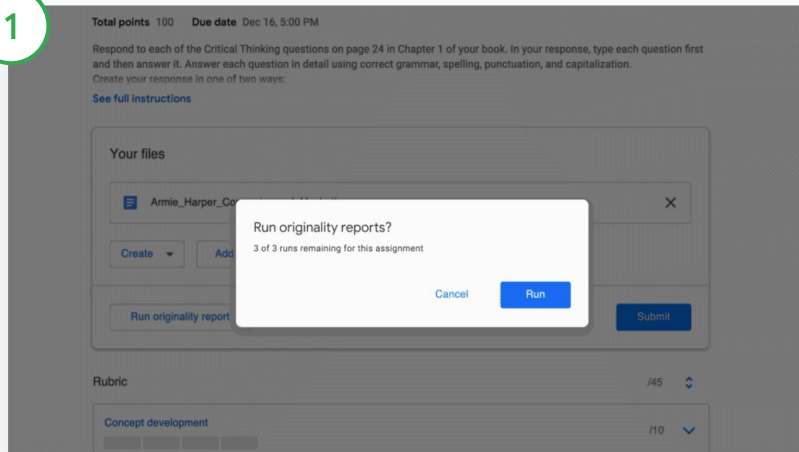 1
Total points 100 Due date Dec 16, 5:00 PM
Respond to each of the Critical Thinking questions on page 24 in Chapter 1 of your book. In your response, type each question first
and then answer it. Answer each question in detail using correct grammar, spelling, punctuation, and capitalization.
Create your response in one of two ways:
See full instructions
Your files
Armie_Harper_
Run originality reports?
3 of 3 runs remaining for this assignment
Create Add
Cancel Run
Run originality report Submit
Rubric /45
Concept development /10